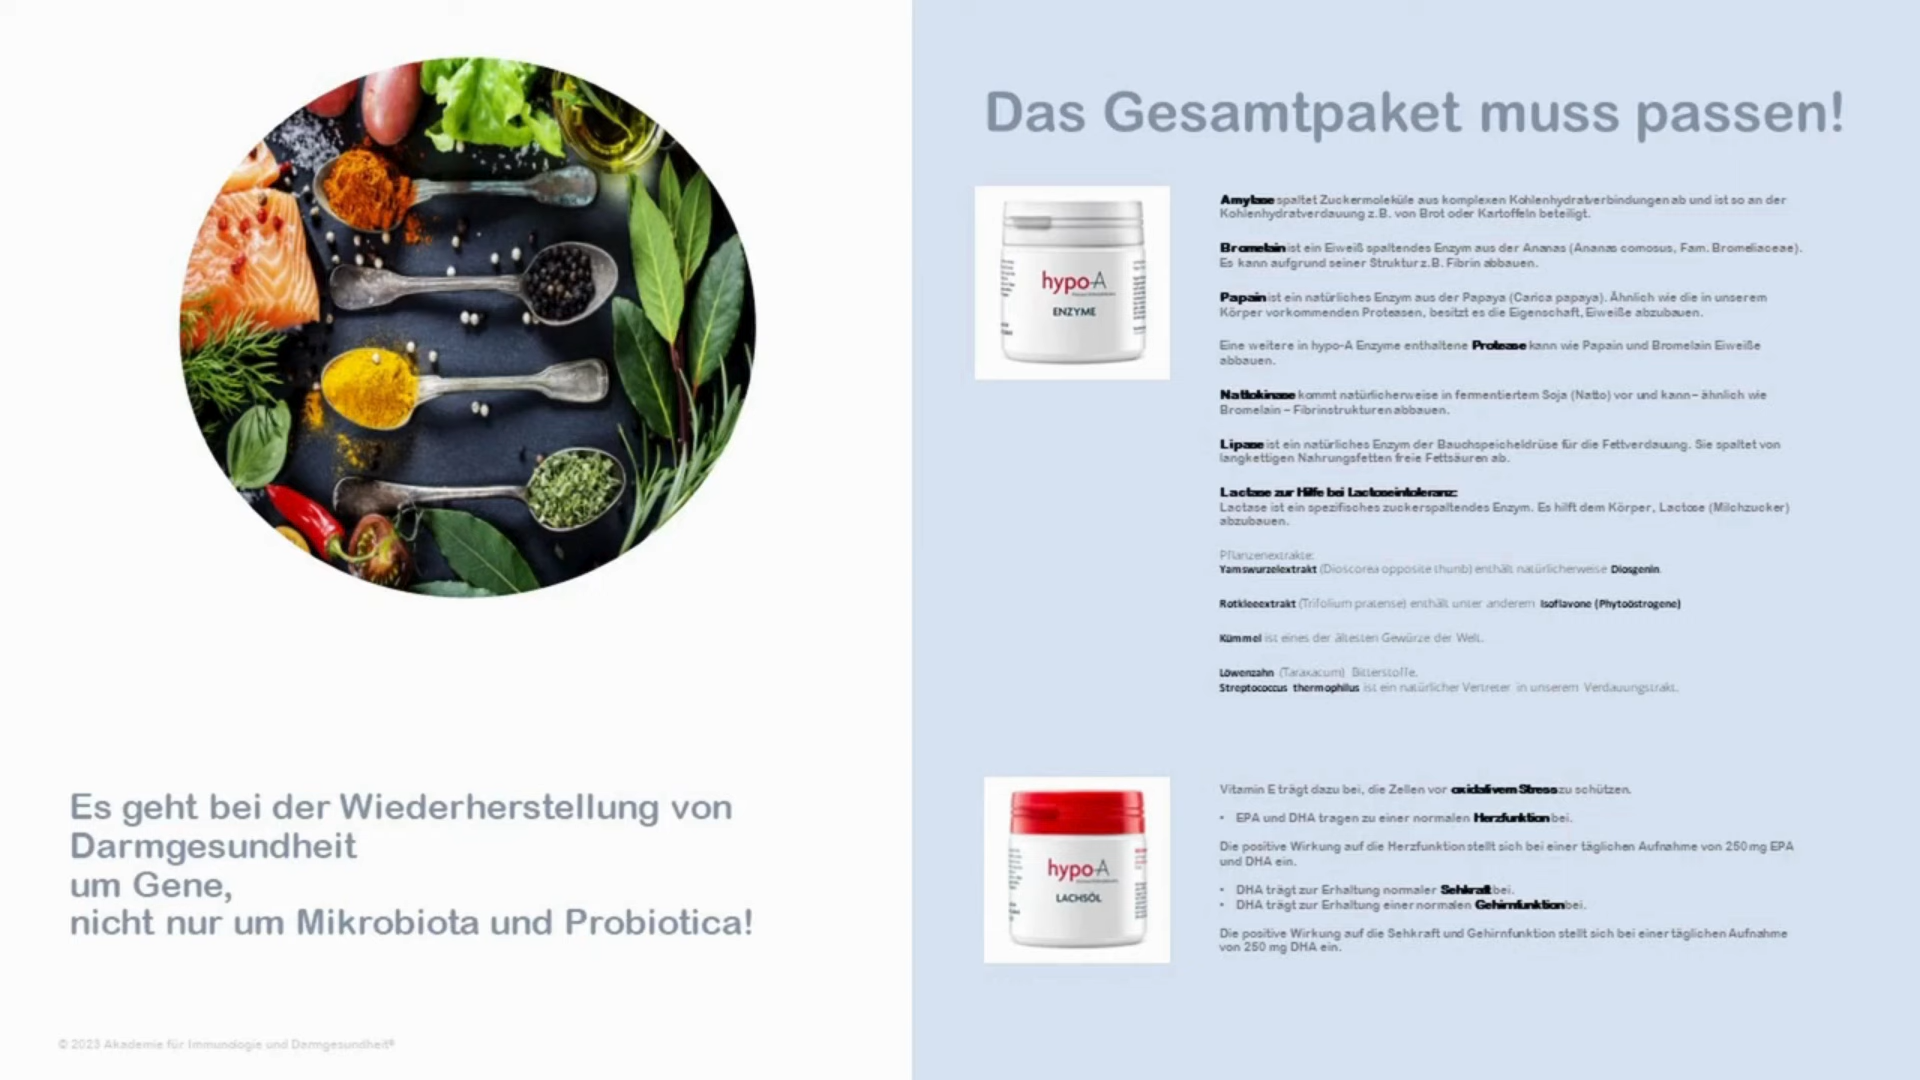 Das Gesamtpaket muss passen!
hypo-A
ENZYME
Amylase spaltet Zuckermoleküle aus komplexen Kohlenhydratverbindungen ab und ist so an der
Kohlenhydratverdauung z.B. von Brot oder Kartoffeln beteiligt.
Bromelain ist ein Eiweiß spaltendes Enzym aus der Ananas (Ananas comosus, Fam. Bromeliaceae).
Es kann aufgrund seiner Struktur z.B. Fibrin abbauen.
Papain ist ein natürliches Enzym aus der Papaya (Carica papaya). Ähnlich wie die in unserem
Körper vorkommenden Proteasen, besitzt es die Eigenschaft, Eiweiße abzubauen.
Eine weitere in hypo-A Enzyme enthaltene Protease kann wie Papain und Bromelain Eiweiße
abbauen.
Nattokinase kommt natürlicherweise in fermentiertem Soja (Natto) vor und kann – ähnlich wie
Bromelain – Fibrinstrukturen abbauen.
Lipase ist ein natürliches Enzym der Bauchspeicheldrüse für die Fettverdauung. Sie spaltet von
langkettigen Nahrungsfetten freie Fettsäuren ab.
Lactase zur Hilfe bei Lactoseintoleranz:
Lactase ist ein spezifisches zuckerspaltendes Enzym. Es hilft dem Körper, Lactose (Milchzucker)
abzubauen.
Pflanzenextrakte:
Yamswurzelextrakt (Dioscorea opposite thunb) enthält natürlicherweise Diosgenin.
Rotkleeextrakt (Trifolium pratense) enthält unter anderem Isoflavone (Phytoöstrogene)
Kümmel ist eines der ältesten Gewürze der Welt.
Löwenzahn (Taraxacum) Bitterstoffe.
Streptococcus thermophilus ist ein natürlicher Vertreter in unserem Verdauungstrakt.
hypo-A
LACHSÖL
Vitamin E trägt dazu bei, die Zellen vor oxidativem Stress zu schützen.
• EPA und DHA tragen zu einer normalen Herzfunktion bei.
Die positive Wirkung auf die Herzfunktion stellt sich bei einer täglichen Aufnahme von 250 mg EPA
und DHA ein.
• DHA trägt zur Erhaltung normaler Sehkraft bei.
• DHA trägt zur Erhaltung einer normalen Gehirnfunktion bei.
Die positive Wirkung auf die Sehkraft und Gehirnfunktion stellt sich bei einer täglichen Aufnahme
von 250 mg DHA ein.
Es geht bei der Wiederherstellung von
Darmgesundheit
um Gene,
nicht nur um Mikrobiota und Probiotica!
© 2023 Akademie für Immunologie und Darmgesundheit®